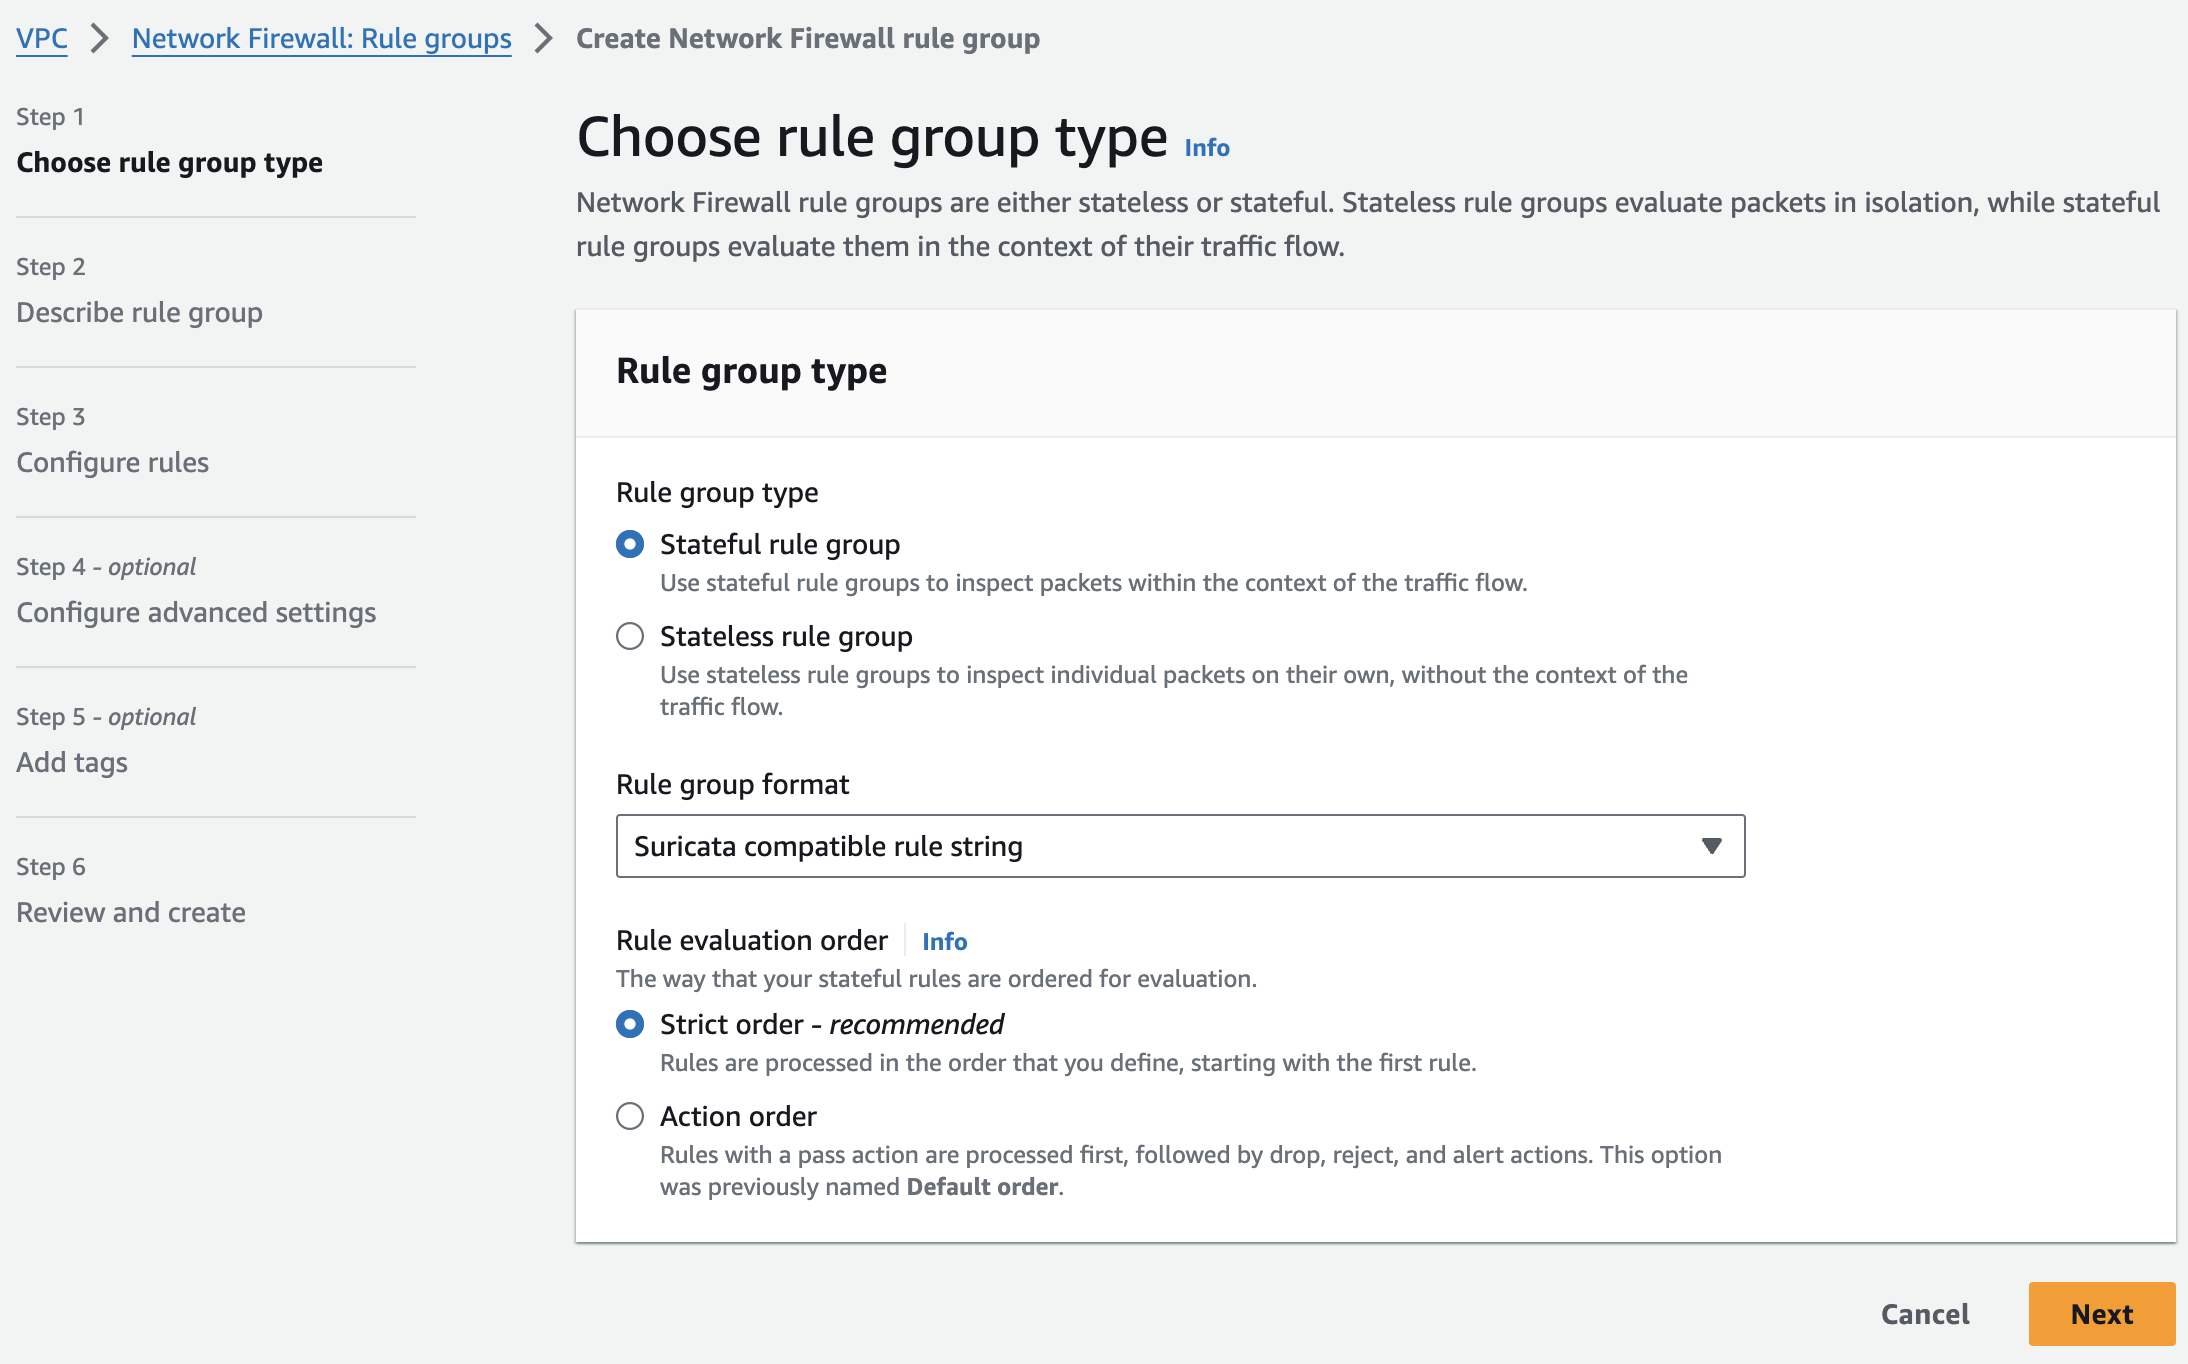 VPC > Network Firewall: Rule groups > Create Network Firewall rule group
Step 1
Choose rule group type
Step 2
Describe rule group
Step 3
Configure rules
Step 4 - optional
Configure advanced settings
Step 5 - optional
Add tags
Step 6
Review and create
Choose rule group type Info
Network Firewall rule groups are either stateless or stateful. Stateless rule groups evaluate packets in isolation, while stateful
rule groups evaluate them in the context of their traffic flow.
Rule group type
Rule group type
Stateful rule group
Use stateful rule groups to inspect packets within the context of the traffic flow.
Stateless rule group
Use stateless rule groups to inspect individual packets on their own, without the context of the
traffic flow.
Rule group format
Suricata compatible rule string
Rule evaluation order Info
The way that your stateful rules are ordered for evaluation.
Strict order - recommended
Rules are processed in the order that you define, starting with the first rule.
Action order
Rules with a pass action are processed first, followed by drop, reject, and alert actions. This option
was previously named Default order.
Cancel Next